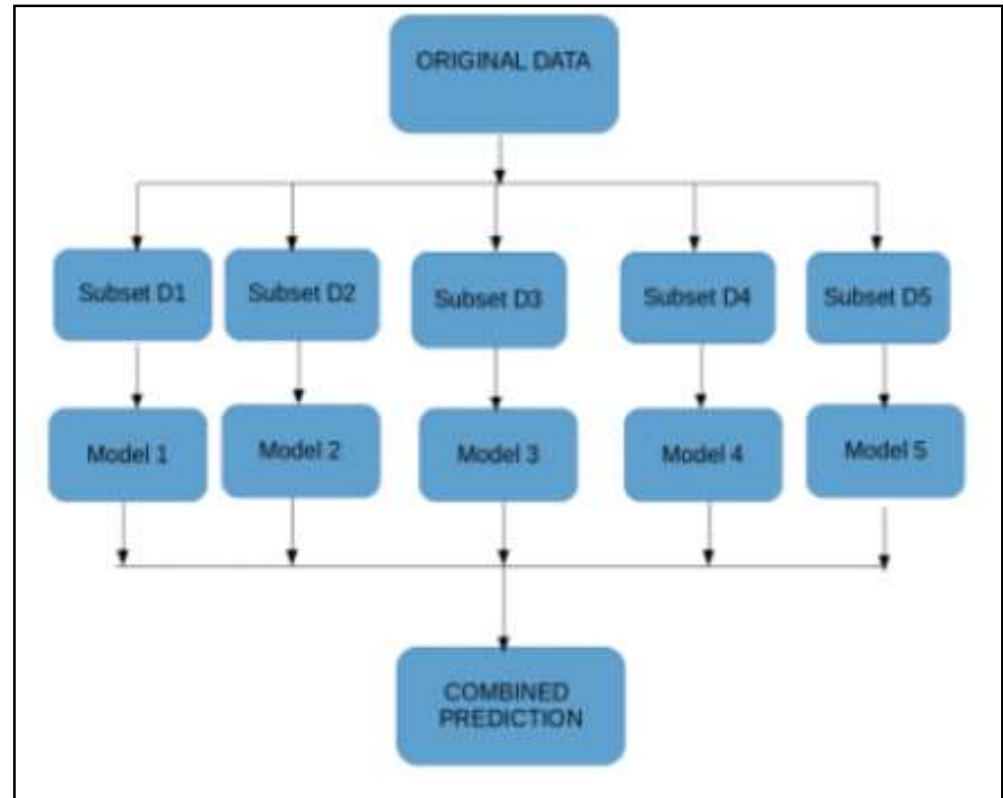 ORIGINAL DATA
Subset D1
Subset D2
Subset D3
Subset D4
Subset D5
Model 1
Model 2
Model 3
Model 4
Model 5
COMBINED
PREDICTION